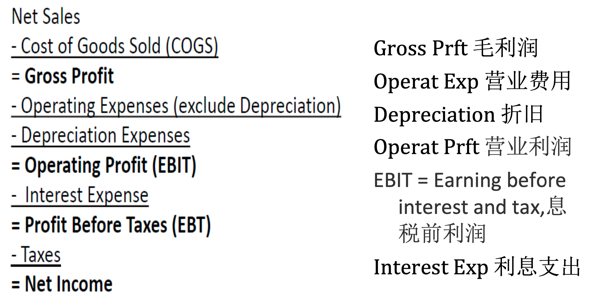 Net Sales
- Cost of Goods Sold (COGS)
= Gross Profit
- Operating Expenses (exclude Depreciation)
- Depreciation Expenses
= Operating Profit (EBIT)
- Interest Expense
= Profit Before Taxes (EBT)
- Taxes
= Net Income
Gross Prft 毛利润
Operat Exp 营业费用
Depreciation 折旧
Operat Prft 营业利润
EBIT = Earning before
interest and tax,息
税前利润
Interest Exp 利息支出